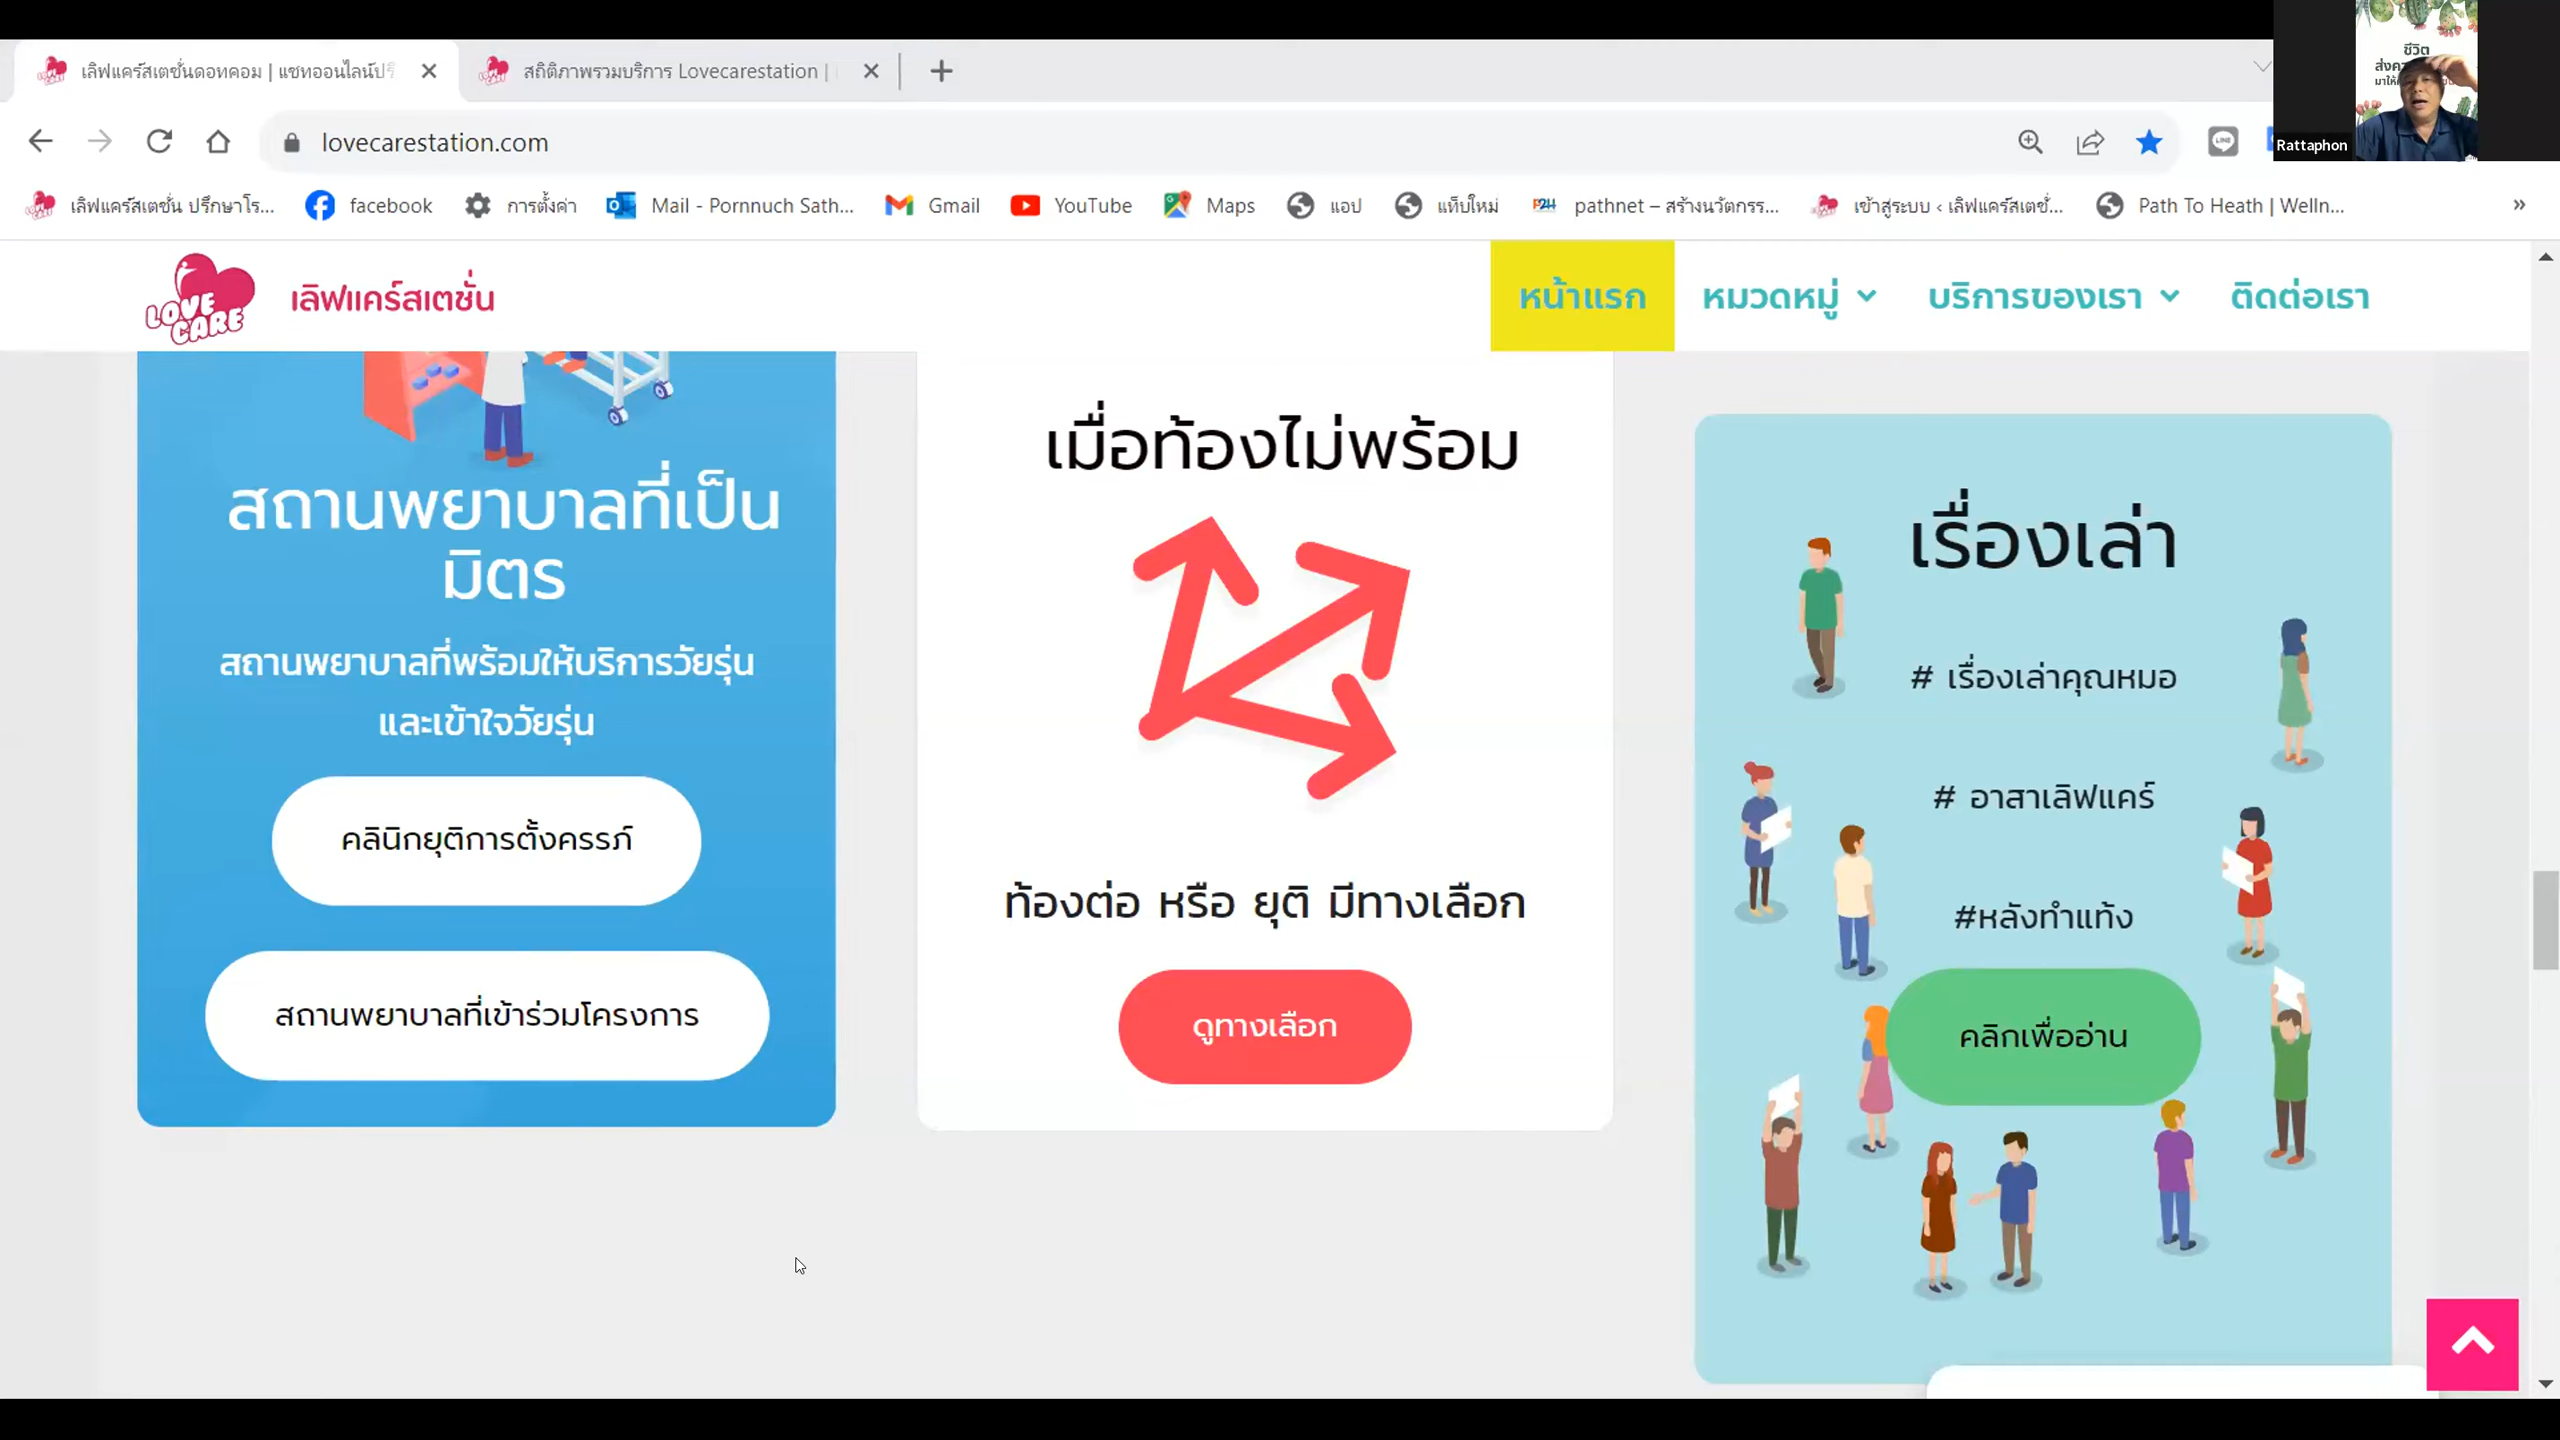 เลิฟแคร์สเตชั่นดอทคอม | แชทออนไลน์ปรึ
สถิติภาพรวมบริการ Lovecarestation |
ชีวิต
Rattaphon
lovecarestation.com
เลิฟแคร์สเตชั่น ปรึกษาโร...
facebook
การตั้งค่า
Mail - Pornnuch Sath...
Gmail
YouTube
Maps
แอป
แท็บใหม่
P2H
pathnet – สร้างนวัตกรร...
เข้าสู่ระบบ ‹ เลิฟแคร์สเตชั่...
Path To Heath | Welln...
LOVE
CARE
เลิฟแคร์สเตชั่น
หน้าแรก
หมวดหมู่
บริการของเรา
ติดต่อเรา
สถานพยาบาลที่เป็น
มิตร
สถานพยาบาลที่พร้อมให้บริการวัยรุ่น
และเข้าใจวัยรุ่น
คลินิกยุติการตั้งครรภ์
สถานพยาบาลที่เข้าร่วมโครงการ
เมื่อท้องไม่พร้อม
ท้องต่อ หรือ ยุติ มีทางเลือก
ดูทางเลือก
เรื่องเล่า
# เรื่องเล่าคุณหมอ
# อาสาเลิฟแคร์
#หลังทำแท้ง
คลิกเพื่ออ่าน